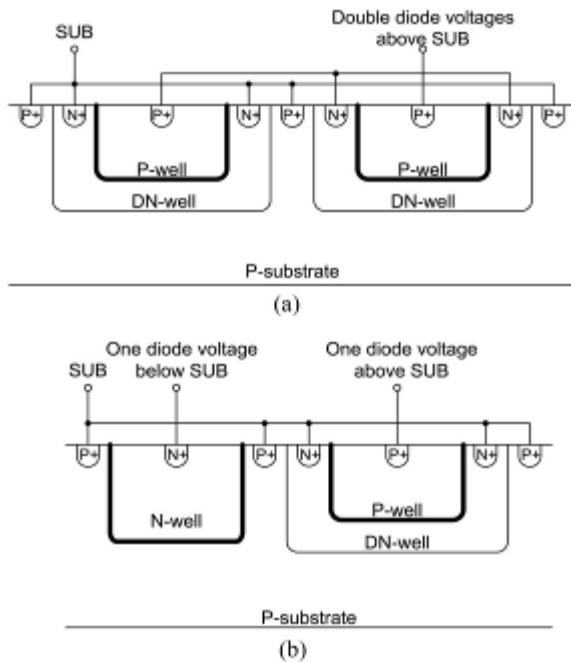 Double diode voltages
above SUB
SUB
P+ N+ P+ N+ P+ N+ P+ N+ P+
P-well P-well
DN-well DN-well
P-substrate
(a)
One diode voltage
below SUB
One diode voltage
above SUB
SUB
P+ N+ P+ N+ P+ N+ P+
N-well P-well
DN-well
P-substrate
(b)